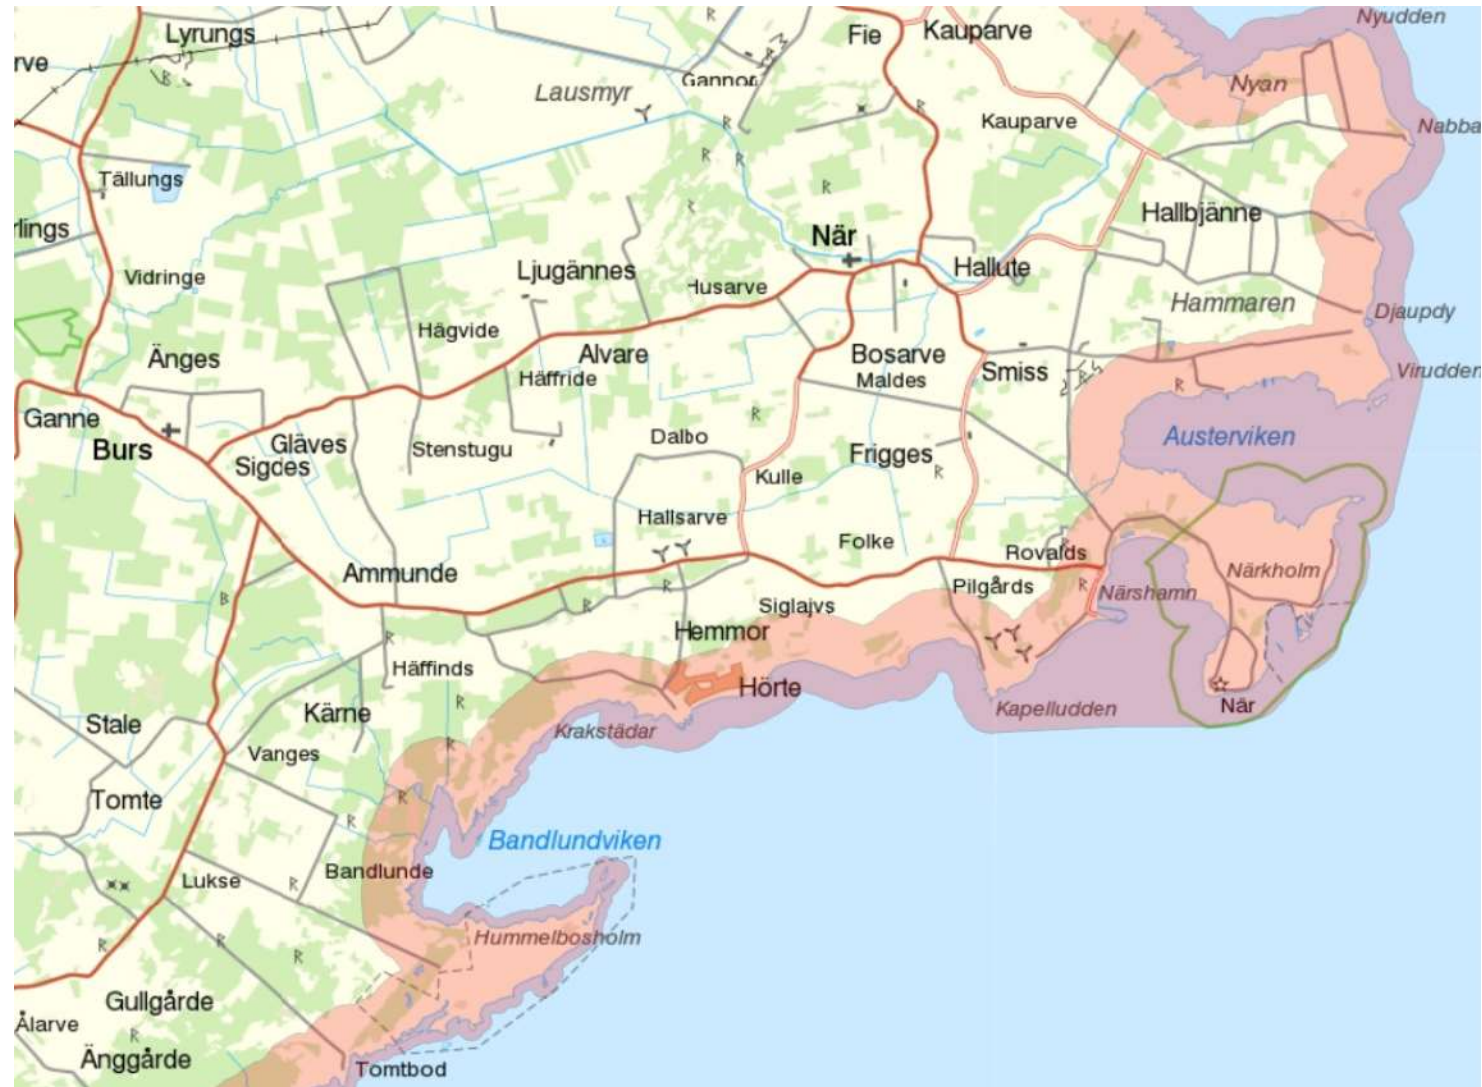 Nyudden
Lyrungs
Fie
Kauparve
rve
Gannor
Nyan
Lausmyr
Kauparve
Nabba
Tällungs
Hallbjänne
rlings
När
Vidringe
Ljugännes
Hallute
Husarve
Hammaren
Djaupdy
Hägvide
Änges
Alvare
Bosarve
Smiss
Virudden
Häffride
Maldes
Ganne
Burs
Gläves
Stenstugu
Dalbo
Austerviken
Sigdes
Frigges
Kulle
Hallsarve
Folke
Rovalds
Ammunde
Pilgårds
Närshamn
Närkholm
Siglajvs
Hemmor
Häffinds
Hörte
Kärne
Kapelludden
När
Stale
Krakstädar
Vanges
Tomte
Bandlundviken
Lukse
Bandlunde
Hummelbosholm
Gullgårde
Ålarve
Änggårde
Tomtbod